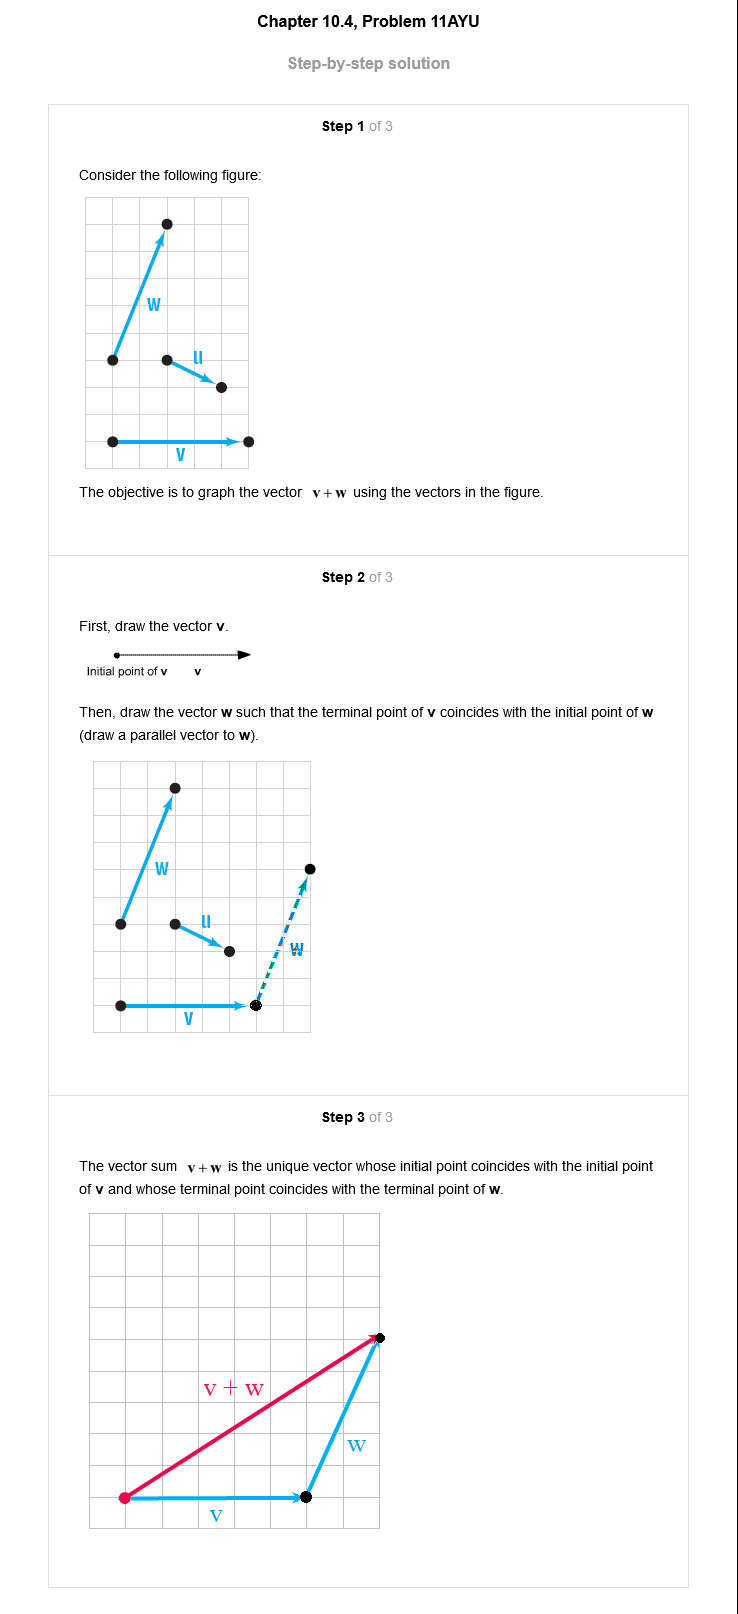 Chapter 10.4, Problem 11AYU
Step-by-step solution
Step 1 of 3
Consider the following figure:
w
u
v
The objective is to graph the vector v + w using the vectors in the figure.
Step 2 of 3
First, draw the vector v.
Initial point of v v
Then, draw the vector w such that the terminal point of v coincides with the initial point of w
(draw a parallel vector to w).
w
u
w
v
Step 3 of 3
The vector sum v + w is the unique vector whose initial point coincides with the initial point
of v and whose terminal point coincides with the terminal point of w.
v + w
w
v